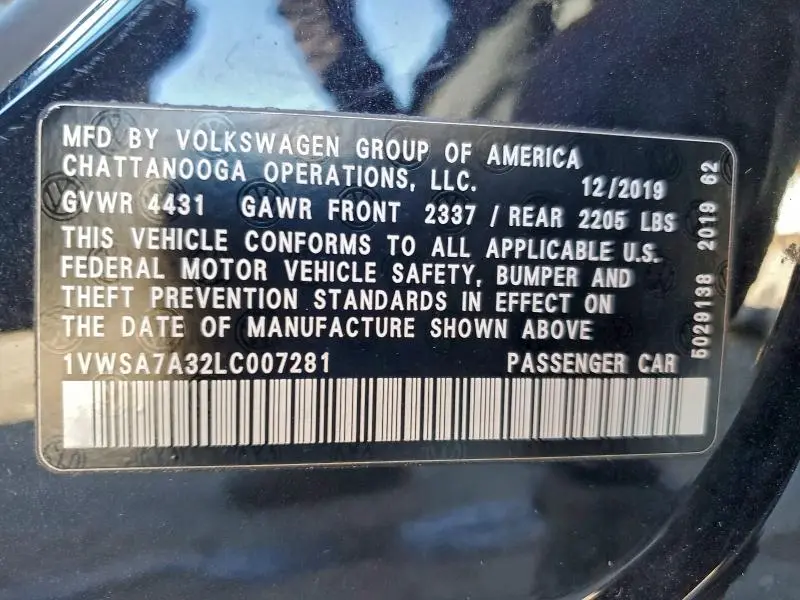 MFD BY VOLKSWAGEN GROUP OF AMERICA
CHATTANOOGA OPERATIONS, LLC. 12/2019
GVWR 4431 GAWR FRONT 2337 / REAR 2205 LBS
THIS VEHICLE CONFORMS TO ALL APPLICABLE U.S.
FEDERAL MOTOR VEHICLE SAFETY, BUMPER AND
THEFT PREVENTION STANDARDS IN EFFECT ON
THE DATE OF MANUFACTURE SHOWN ABOVE
1VWSA7A32LC007281 PASSENGER CAR
5029138 2019 62